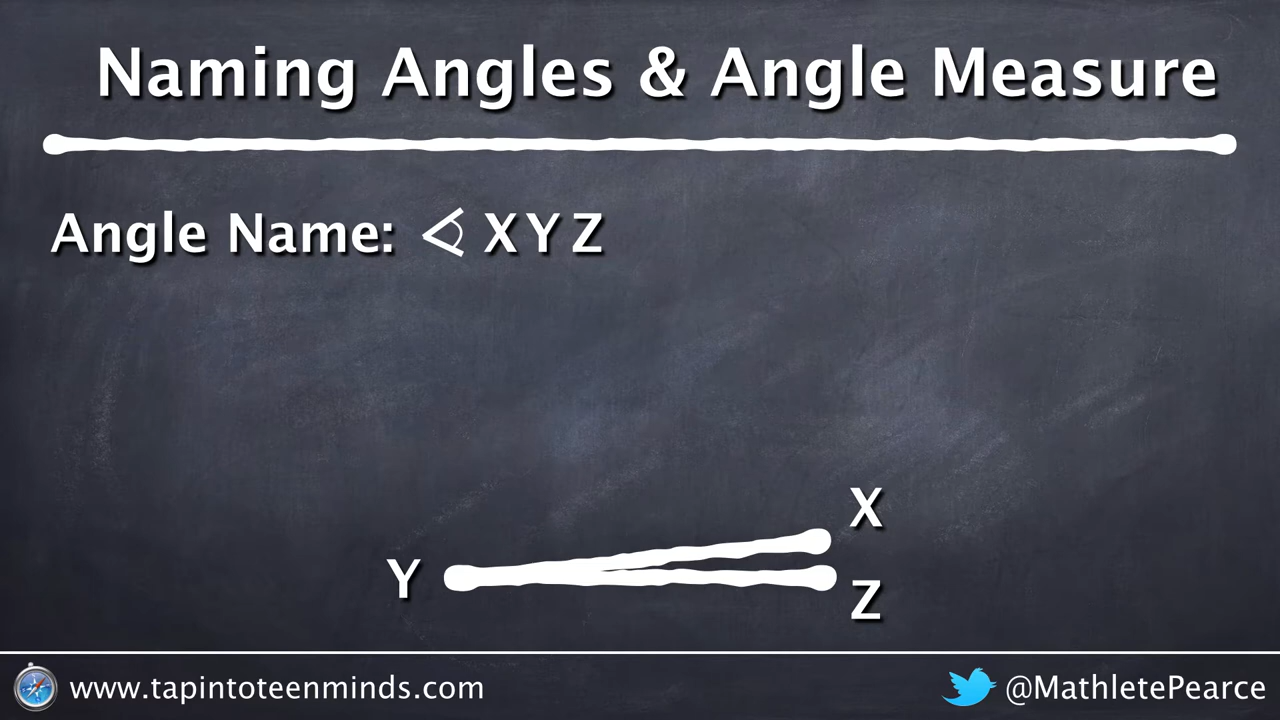 Naming Angles & Angle Measure
Angle Name: ∢ X Y Z
X
Y
Z
www.tapintoteenminds.com
@MathletePearce